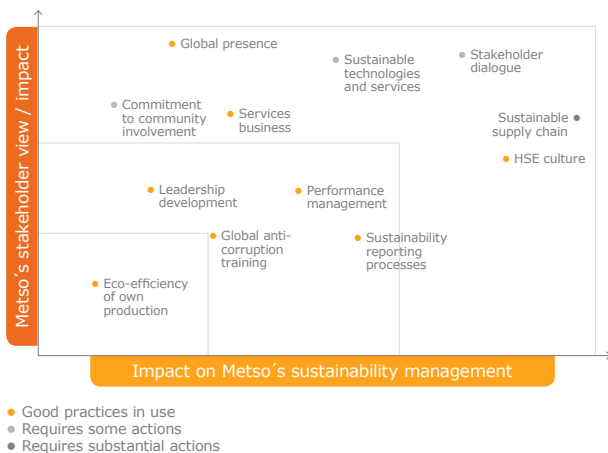 Metso´s stakeholder view / impact
Global presence
Sustainable
technologies
and services
Stakeholder
dialogue
Commitment
to community
involvement
Services
business
Sustainable
supply chain
HSE culture
Leadership
development
Performance
management
Global anti-
corruption
training
Sustainability
reporting
processes
Eco-efficiency
of own
production
Impact on Metso´s sustainability management
Good practices in use
Requires some actions
Requires substantial actions